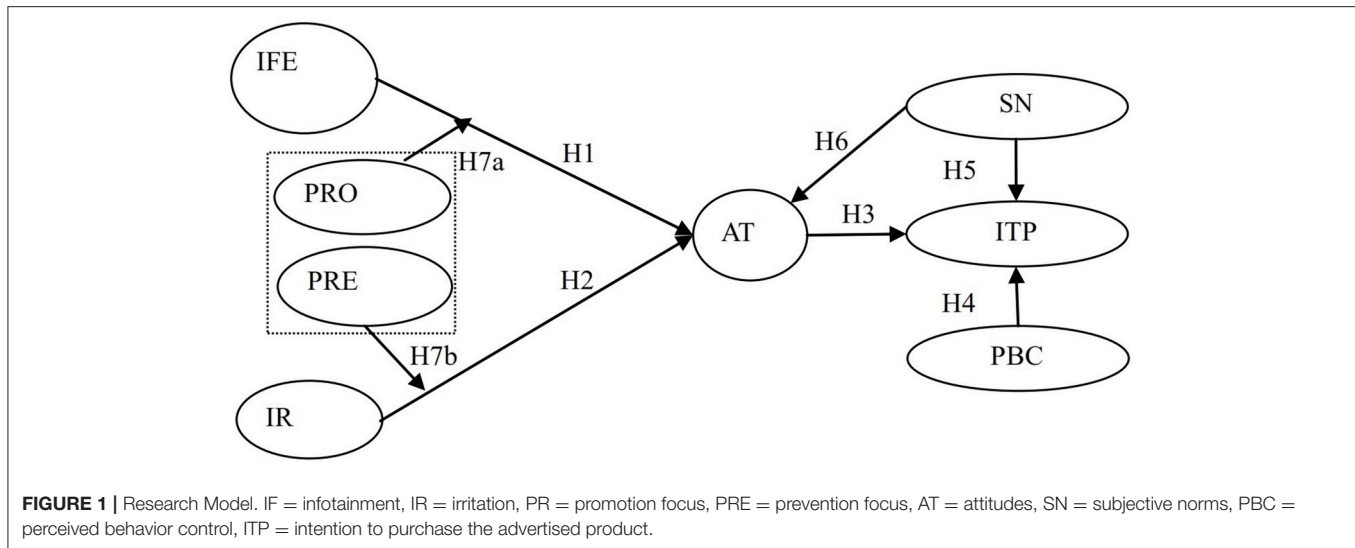 IFE
SN
H6
H1
H7a
H5
PRO
AT
H3
ITP
PRE
H2
H4
H7b
PBC
IR
FIGURE 1 | Research Model. IF = infotainment, IR = irritation, PR = promotion focus, PRE = prevention focus, AT = attitudes, SN = subjective norms, PBC =
perceived behavior control, ITP = intention to purchase the advertised product.